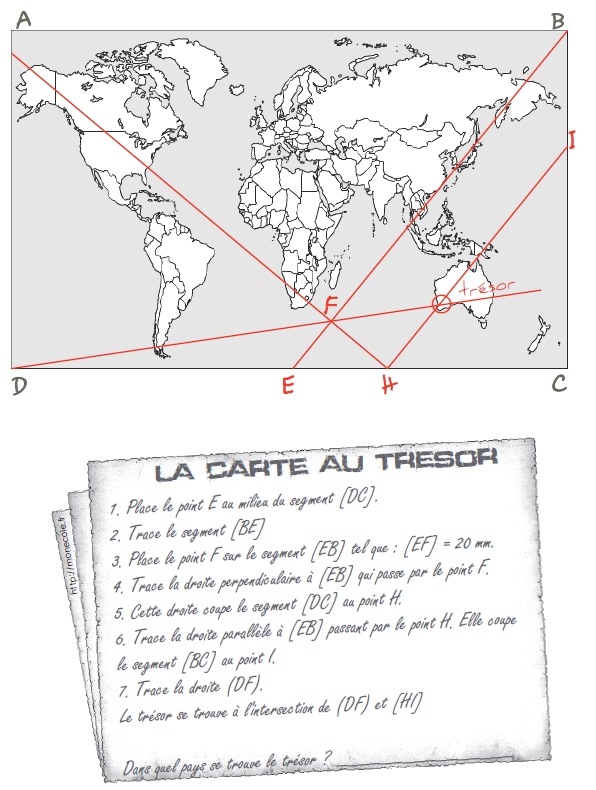 A B
I
trésor
F
D E H C
LA CARTE AU TRESOR
1. Place le point E au milieu du segment [DC].
2. Trace le segment [BE]
3. Place le point F sur le segment [EB] tel que : [EF] = 20 mm.
4. Trace la droite perpendiculaire à [EB] qui passe par le point F.
5. Cette droite coupe le segment [DC] au point H.
6. Trace la droite parallèle à [EB] passant par le point H. Elle coupe
le segment [BC] au point I.
7. Trace la droite (DF).
Le trésor se trouve à l'intersection de (DF) et [HI]
Dans quel pays se trouve le trésor ?
http://monecole.fr